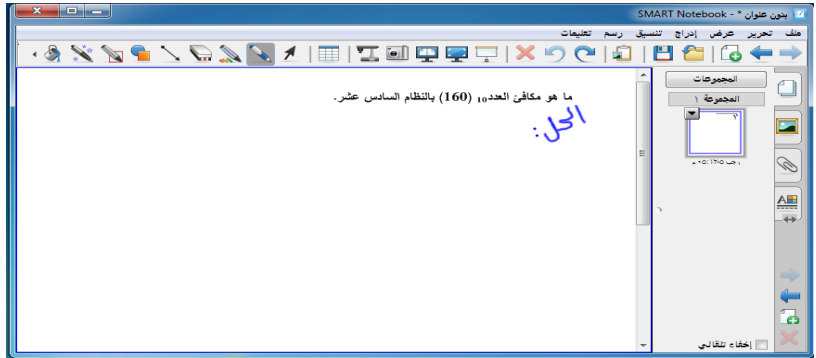 بدون عنوان * - SMART Notebook
ملف تحرير عرض إدراج تنسيق رسم تعليمات
المجموعات
المجموعة ١
ما هو مكافئ العدد₁₀ (160) بالنظام السادس عشر.
الحل:
إخفاء تلقائي